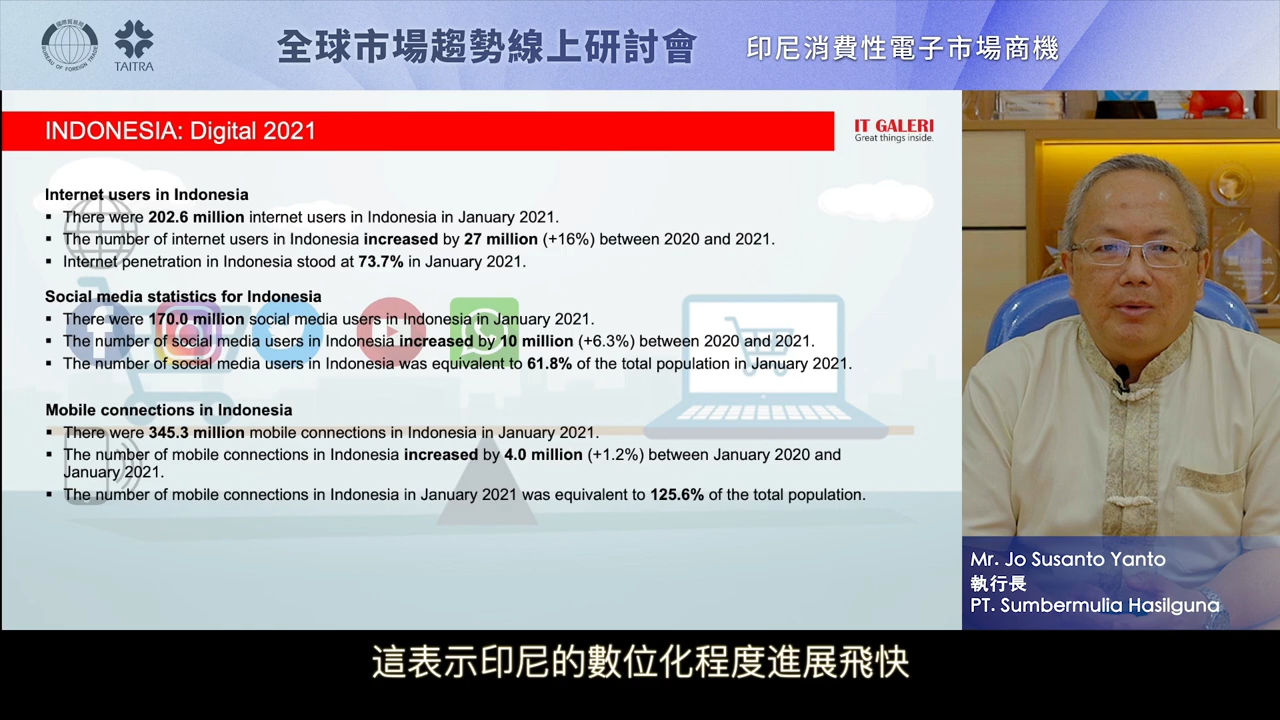 國際貿易局
BUREAU OF FOREIGN TRADE
TAITRA
全球市場趨勢線上研討會
印尼消費性電子市場商機
INDONESIA: Digital 2021
IT GALERI
Great things inside.
Internet users in Indonesia
▪ There were 202.6 million internet users in Indonesia in January 2021.
▪ The number of internet users in Indonesia increased by 27 million (+16%) between 2020 and 2021.
▪ Internet penetration in Indonesia stood at 73.7% in January 2021.
Social media statistics for Indonesia
▪ There were 170.0 million social media users in Indonesia in January 2021.
▪ The number of social media users in Indonesia increased by 10 million (+6.3%) between 2020 and 2021.
▪ The number of social media users in Indonesia was equivalent to 61.8% of the total population in January 2021.
Mobile connections in Indonesia
▪ There were 345.3 million mobile connections in Indonesia in January 2021.
▪ The number of mobile connections in Indonesia increased by 4.0 million (+1.2%) between January 2020 and
January 2021.
▪ The number of mobile connections in Indonesia in January 2021 was equivalent to 125.6% of the total population.
Mr. Jo Susanto Yanto
執行長
PT. Sumbermulia Hasilguna
這表示印尼的數位化程度進展飛快